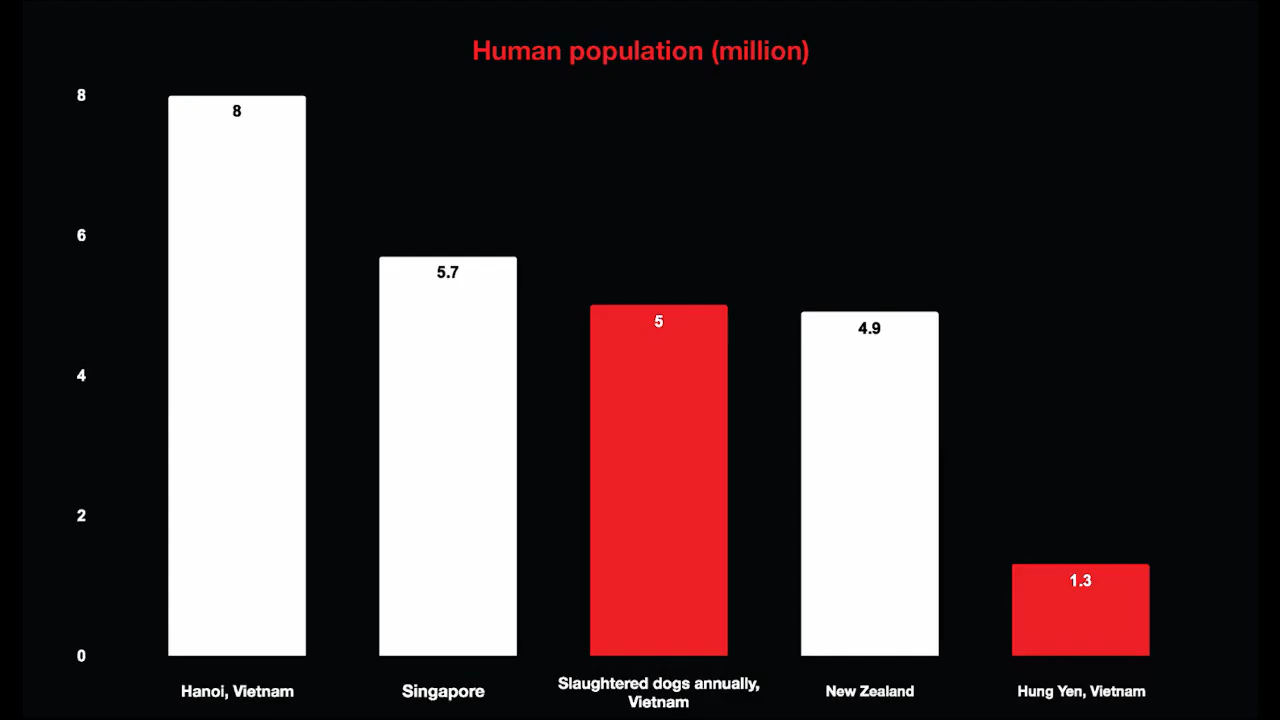 Human population (million)
8
6
4
2
0
8
5.7
5
4.9
1.3
Hanoi, Vietnam
Singapore
Slaughtered dogs annually,
Vietnam
New Zealand
Hung Yen, Vietnam